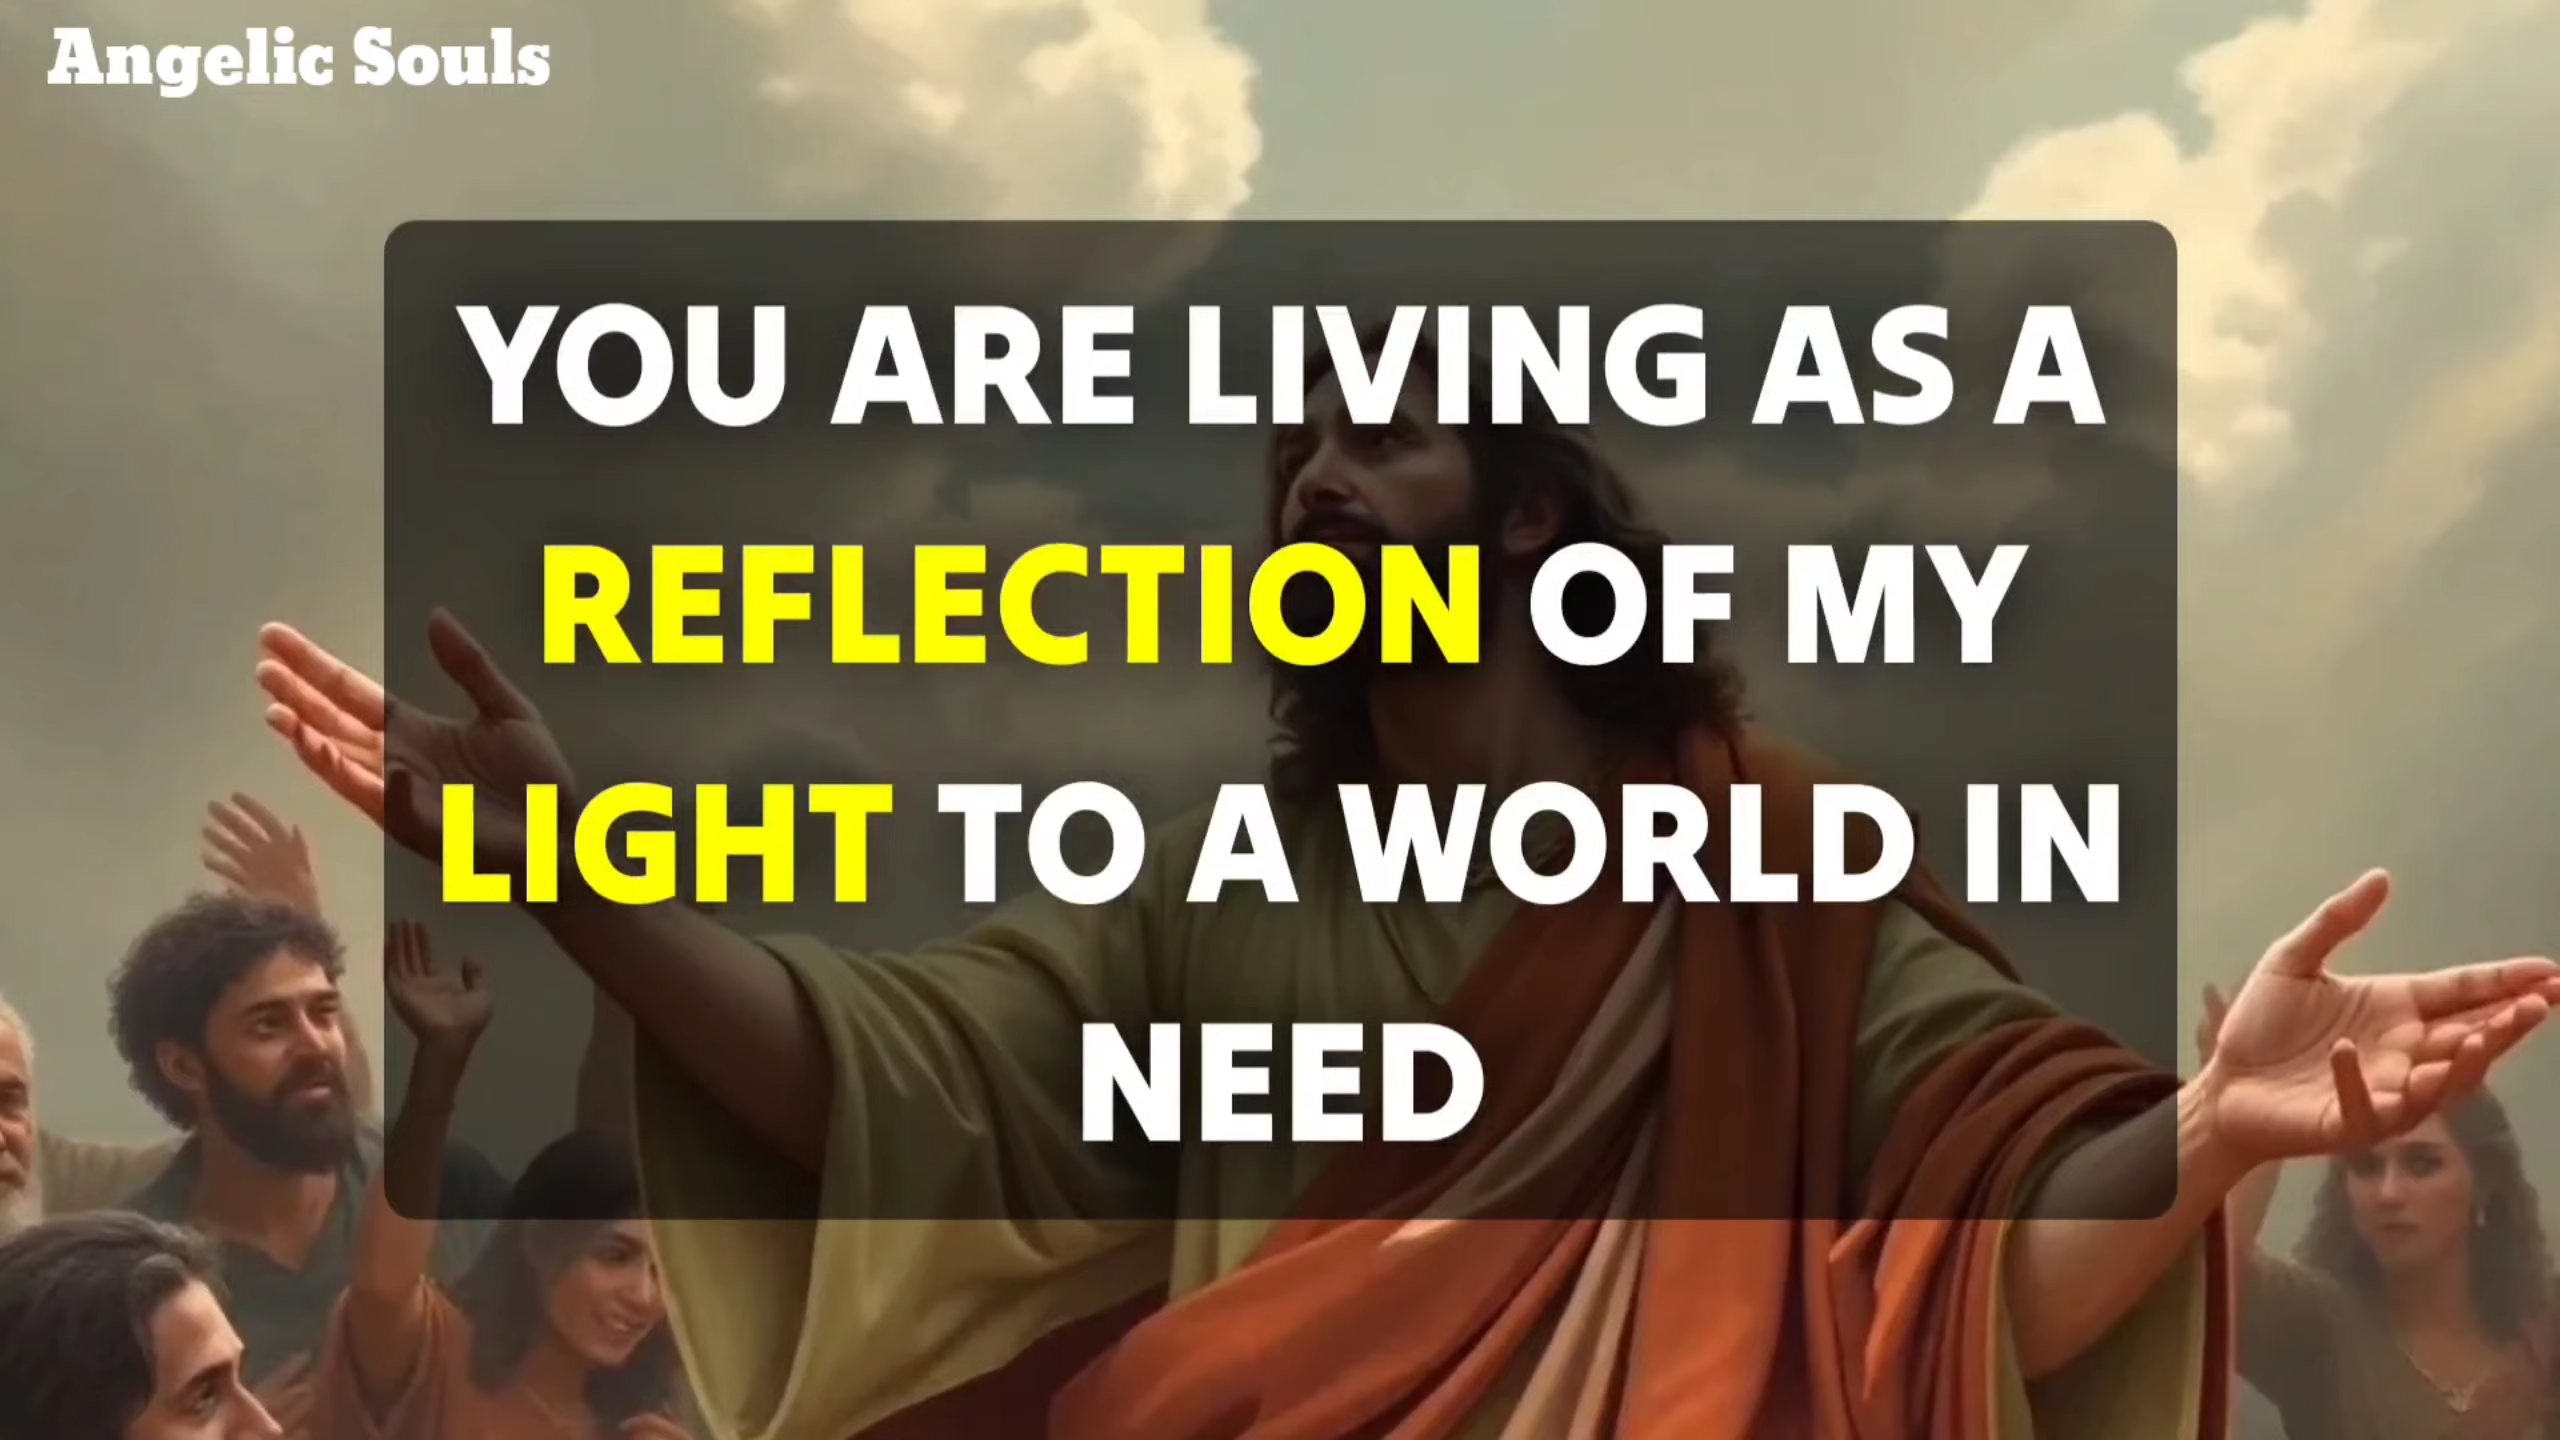 Angelic Souls
YOU ARE LIVING AS A
REFLECTION OF MY
LIGHT TO A WORLD IN
NEED